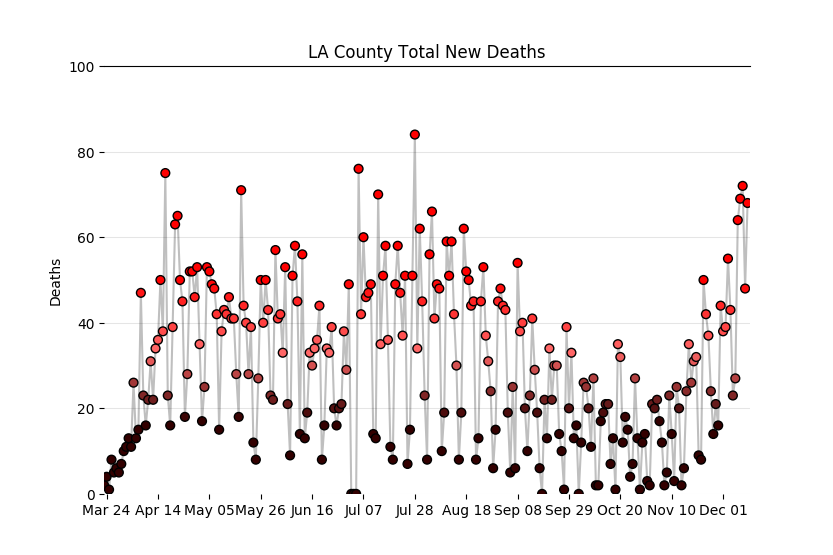 LA County Total New Deaths
Deaths
100
80
60
40
20
0
Mar 24 Apr 14 May 05 May 26 Jun 16 Jul 07 Jul 28 Aug 18 Sep 08 Sep 29 Oct 20 Nov 10 Dec 01